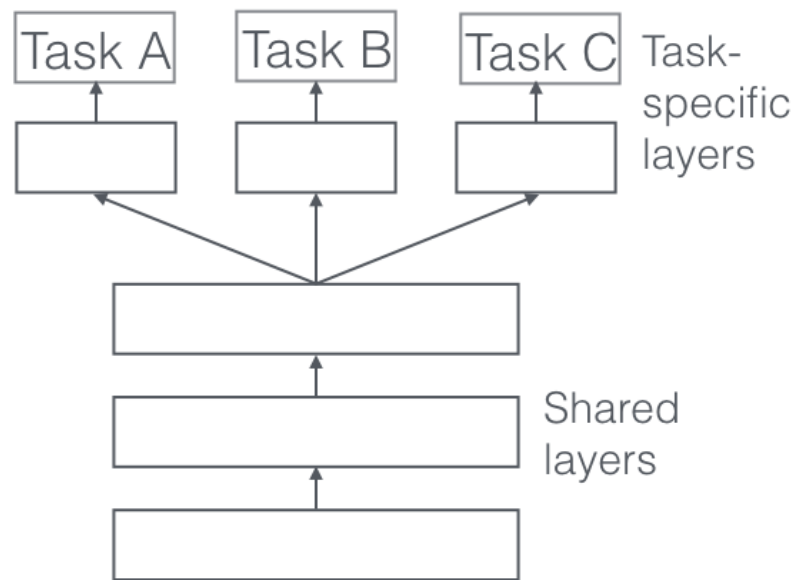 Task A
Task B
Task C
Task-
specific
layers
Shared
layers